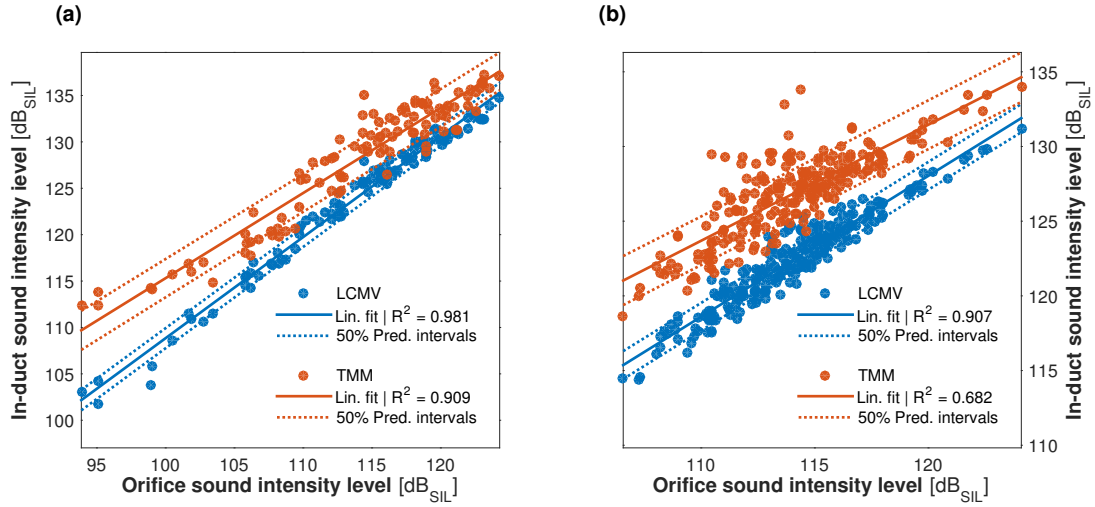 (a)
In-duct sound intensity level [dB_SIL]
135
130
125
120
115
110
105
100
LCMV
Lin. fit | R² = 0.981
50% Pred. intervals
TMM
Lin. fit | R² = 0.909
50% Pred. intervals
95 100 105 110 115 120
Orifice sound intensity level [dB_SIL]
(b)
135
130
125
120
115
110
In-duct sound intensity level [dB_SIL]
LCMV
Lin. fit | R² = 0.907
50% Pred. intervals
TMM
Lin. fit | R² = 0.682
50% Pred. intervals
110 115 120
Orifice sound intensity level [dB_SIL]